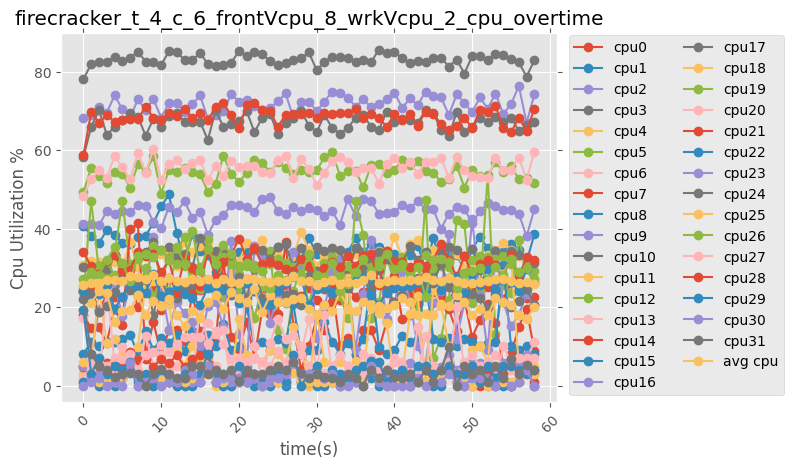 firecracker_t_4_c_6_frontVcpu_8_wrkVcpu_2_cpu_overtime
Cpu Utilization %
80
60
40
20
0
0
10
20
30
40
50
60
time(s)
cpu0
cpu1
cpu2
cpu3
cpu4
cpu5
cpu6
cpu7
cpu8
cpu9
cpu10
cpu11
cpu12
cpu13
cpu14
cpu15
cpu16
cpu17
cpu18
cpu19
cpu20
cpu21
cpu22
cpu23
cpu24
cpu25
cpu26
cpu27
cpu28
cpu29
cpu30
cpu31
avg cpu